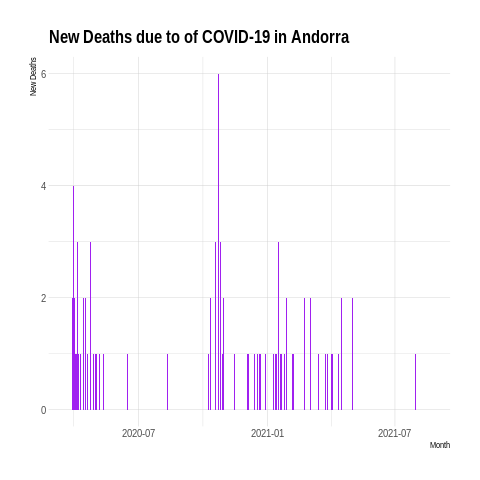 New Deaths due to of COVID-19 in Andorra
New Deaths
6
4
2
0
2020-07
2021-01
2021-07
Month